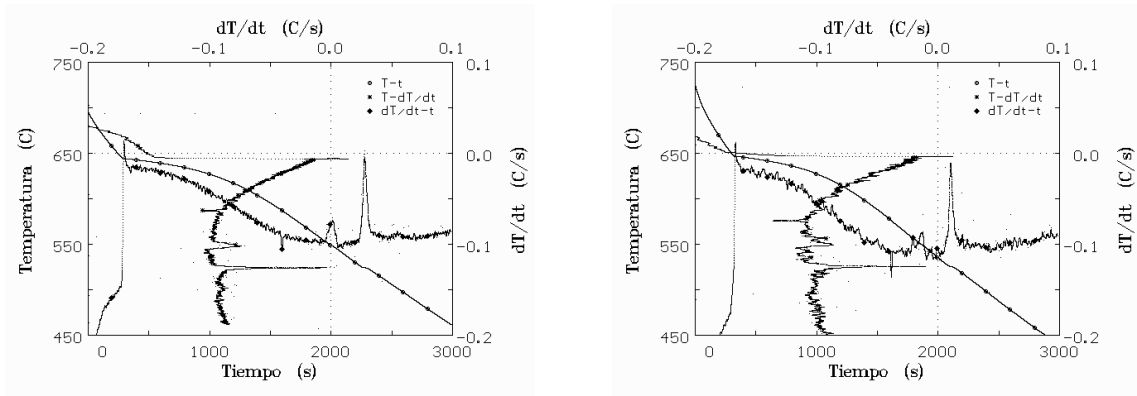 dT/dt (C/s)
-0.2 -0.1 0.0 0.1
750 0.1
T-t
T-dT/dt
dT/dt-t
650 0.0
Temperatura (C)
dT/dt (C/s)
550 -0.1
450 -0.2
0 1000 2000 3000
Tiempo (s)
dT/dt (C/s)
-0.2 -0.1 0.0 0.1
750 0.1
T-t
T-dT/dt
dT/dt-t
650 0.0
Temperatura (C)
dT/dt (C/s)
550 -0.1
450 -0.2
0 1000 2000 3000
Tiempo (s)